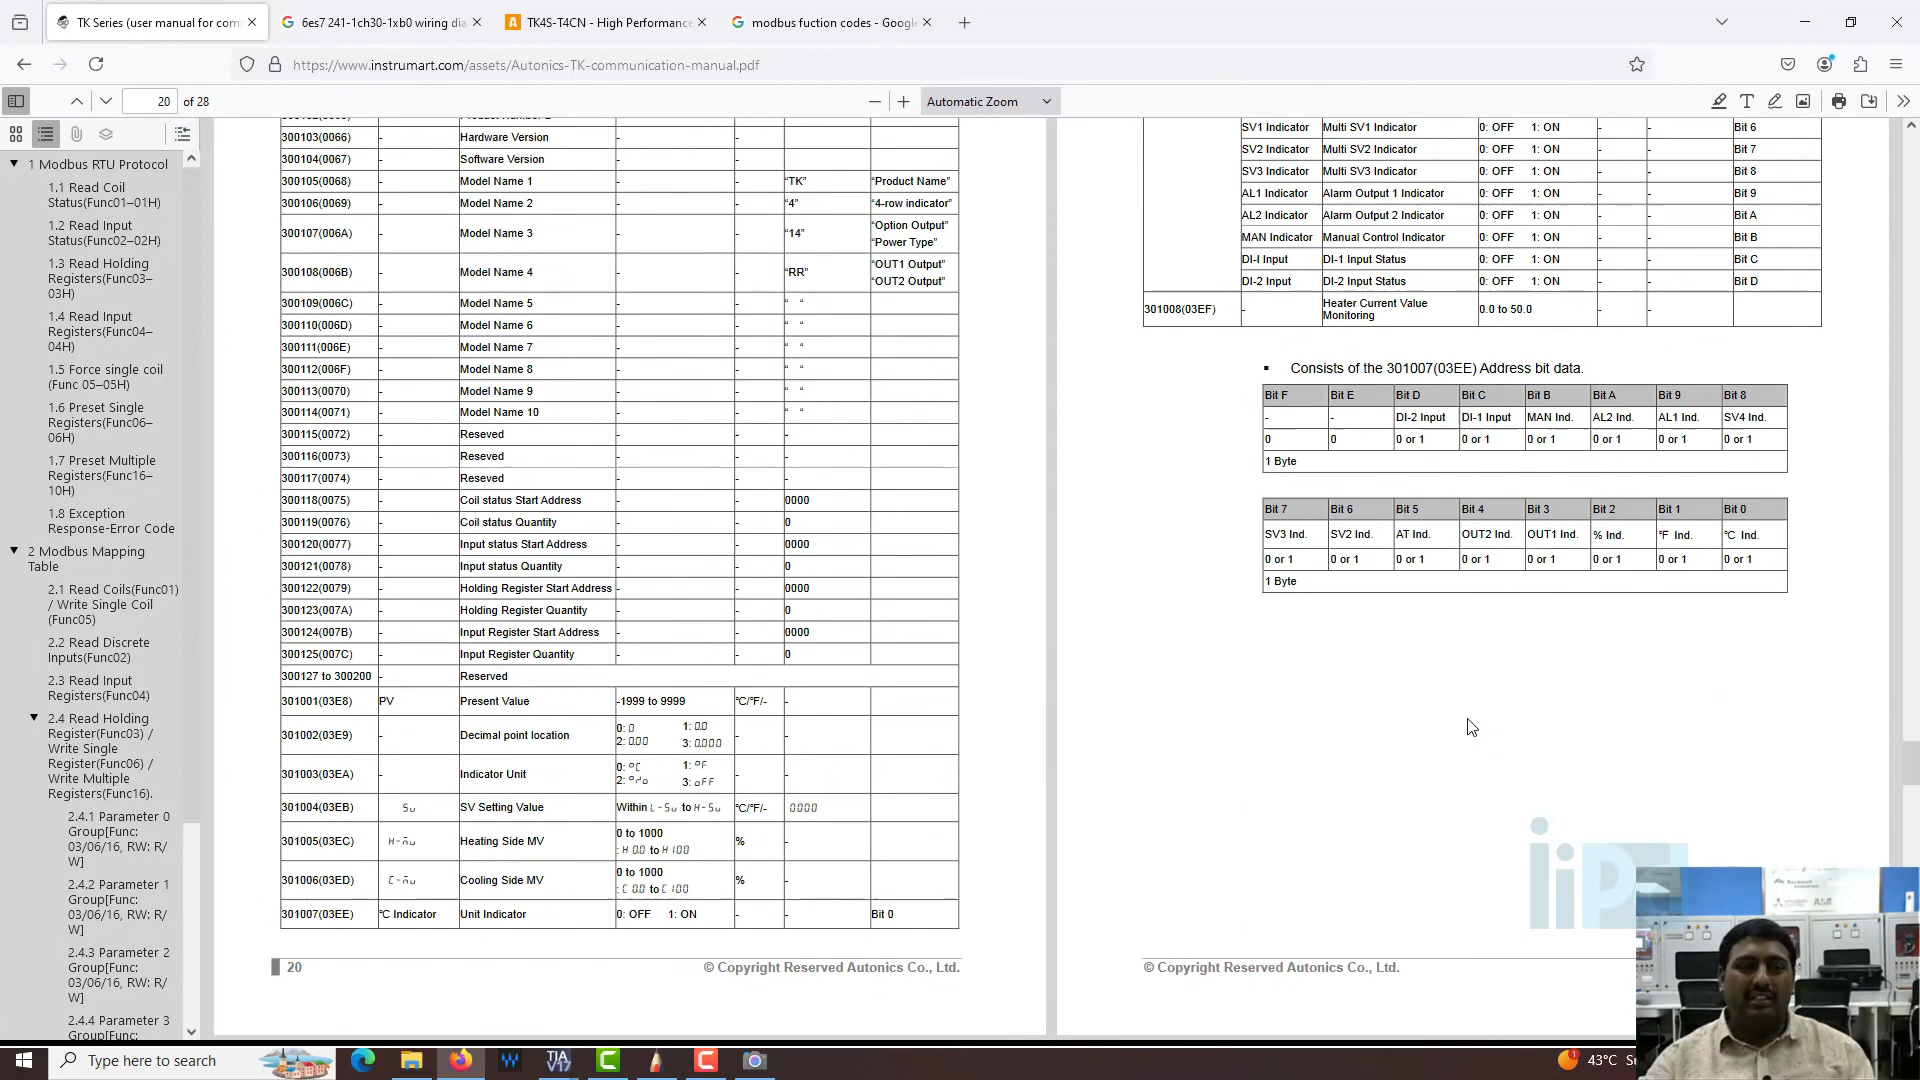 TK Series (user manual for com
6es7 241-1ch30-1xb0 wiring dia
TK4S-T4CN - High Performance
modbus fuction codes - Google
https://www.instrumart.com/assets/Autonics-TK-communication-manual.pdf
20 of 28
Automatic Zoom
1 Modbus RTU Protocol
1.1 Read Coil
Status(Func01–01H)
1.2 Read Input
Status(Func02–02H)
1.3 Read Holding
Registers(Func03–
03H)
1.4 Read Input
Registers(Func04–
04H)
1.5 Force single coil
(Func 05–05H)
1.6 Preset Single
Registers(Func06–
06H)
1.7 Preset Multiple
Registers(Func16–
10H)
1.8 Exception
Response-Error Code
2 Modbus Mapping
Table
2.1 Read Coils(Func01)
/ Write Single Coil
(Func05)
2.2 Read Discrete
Inputs(Func02)
2.3 Read Input
Registers(Func04)
2.4 Read Holding
Register(Func03) /
Write Single
Register(Func06) /
Write Multiple
Registers(Func16).
2.4.1 Parameter 0
Group[Func:
03/06/16, RW: R/
W]
2.4.2 Parameter 1
Group[Func:
03/06/16, RW: R/
W]
2.4.3 Parameter 2
Group[Func:
03/06/16, RW: R/
W]
2.4.4 Parameter 3
Group[Func:
300103(0066) - Hardware Version - -
300104(0067) - Software Version - -
300105(0068) - Model Name 1 - - “TK” “Product Name”
300106(0069) - Model Name 2 - - “4” “4-row indicator”
300107(006A) - Model Name 3 - - “14” “Option Output”
“Power Type”
300108(006B) - Model Name 4 - - “RR” “OUT1 Output”
“OUT2 Output”
300109(006C) - Model Name 5 - - “ “
300110(006D) - Model Name 6 - - “ “
300111(006E) - Model Name 7 - - “ “
300112(006F) - Model Name 8 - - “ “
300113(0070) - Model Name 9 - - “ “
300114(0071) - Model Name 10 - - “ “
300115(0072) - Reseved - - -
300116(0073) - Reseved - - -
300117(0074) - Reseved - - -
300118(0075) - Coil status Start Address - - 0000
300119(0076) - Coil status Quantity - - 0
300120(0077) - Input status Start Address - - 0000
300121(0078) - Input status Quantity - - 0
300122(0079) - Holding Register Start Address - - 0000
300123(007A) - Holding Register Quantity - - 0
300124(007B) - Input Register Start Address - - 0000
300125(007C) - Input Register Quantity - - 0
300127 to 300200 - Reserved
301001(03E8) PV Present Value -1999 to 9999 °C/°F/- -
301002(03E9) - Decimal point location 0: 0 1: 0.0 - -
2: 0.00 3: 0.000
301003(03EA) - Indicator Unit 0: °C 1: °F - -
2: 3: oFF
301004(03EB) Sv SV Setting Value Within L-Sv to H-Sv °C/°F/- 0000
301005(03EC) Heating Side MV 0 to 1000 % -
: H 0.0 to H 100
301006(03ED) Cooling Side MV 0 to 1000 % -
: C 0.0 to C 100
301007(03EE) °C Indicator Unit Indicator 0: OFF 1: ON - - Bit 0
20
© Copyright Reserved Autonics Co., Ltd.
SV1 Indicator Multi SV1 Indicator 0: OFF 1: ON - - Bit 6
SV2 Indicator Multi SV2 Indicator 0: OFF 1: ON - - Bit 7
SV3 Indicator Multi SV3 Indicator 0: OFF 1: ON - - Bit 8
AL1 Indicator Alarm Output 1 Indicator 0: OFF 1: ON - - Bit 9
AL2 Indicator Alarm Output 2 Indicator 0: OFF 1: ON - - Bit A
MAN Indicator Manual Control Indicator 0: OFF 1: ON - - Bit B
DI-I Input DI-1 Input Status 0: OFF 1: ON - - Bit C
DI-2 Input DI-2 Input Status 0: OFF 1: ON - - Bit D
301008(03EF) - Heater Current Value
Monitoring 0.0 to 50.0 - -
▪ Consists of the 301007(03EE) Address bit data.
Bit F Bit E Bit D Bit C Bit B Bit A Bit 9 Bit 8
- - DI-2 Input DI-1 Input MAN Ind. AL2 Ind. AL1 Ind. SV4 Ind.
0 0 0 or 1 0 or 1 0 or 1 0 or 1 0 or 1 0 or 1
1 Byte
Bit 7 Bit 6 Bit 5 Bit 4 Bit 3 Bit 2 Bit 1 Bit 0
SV3 Ind. SV2 Ind. AT Ind. OUT2 Ind. OUT1 Ind. % Ind. °F Ind. °C Ind.
0 or 1 0 or 1 0 or 1 0 or 1 0 or 1 0 or 1 0 or 1 0 or 1
1 Byte
© Copyright Reserved Autonics Co., Ltd.
Type here to search
TIA
V17
43°C